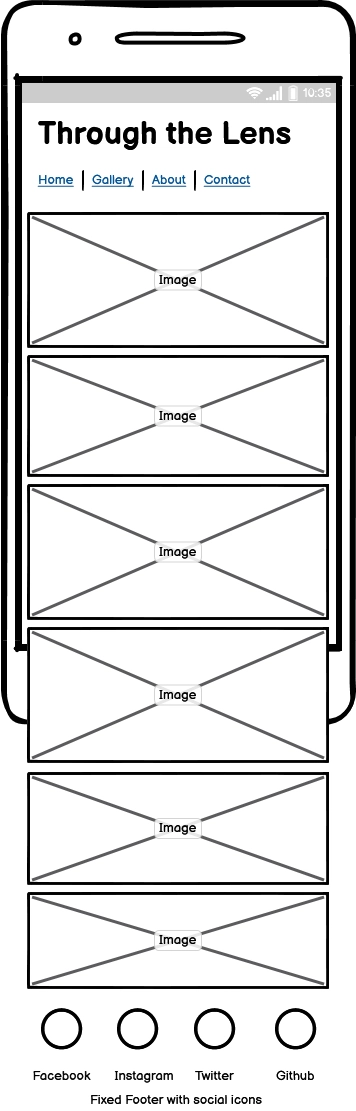 10:35
Through the Lens
Home Gallery About Contact
Image
Image
Image
Image
Image
Image
Facebook Instagram Twitter Github
Fixed Footer with social icons